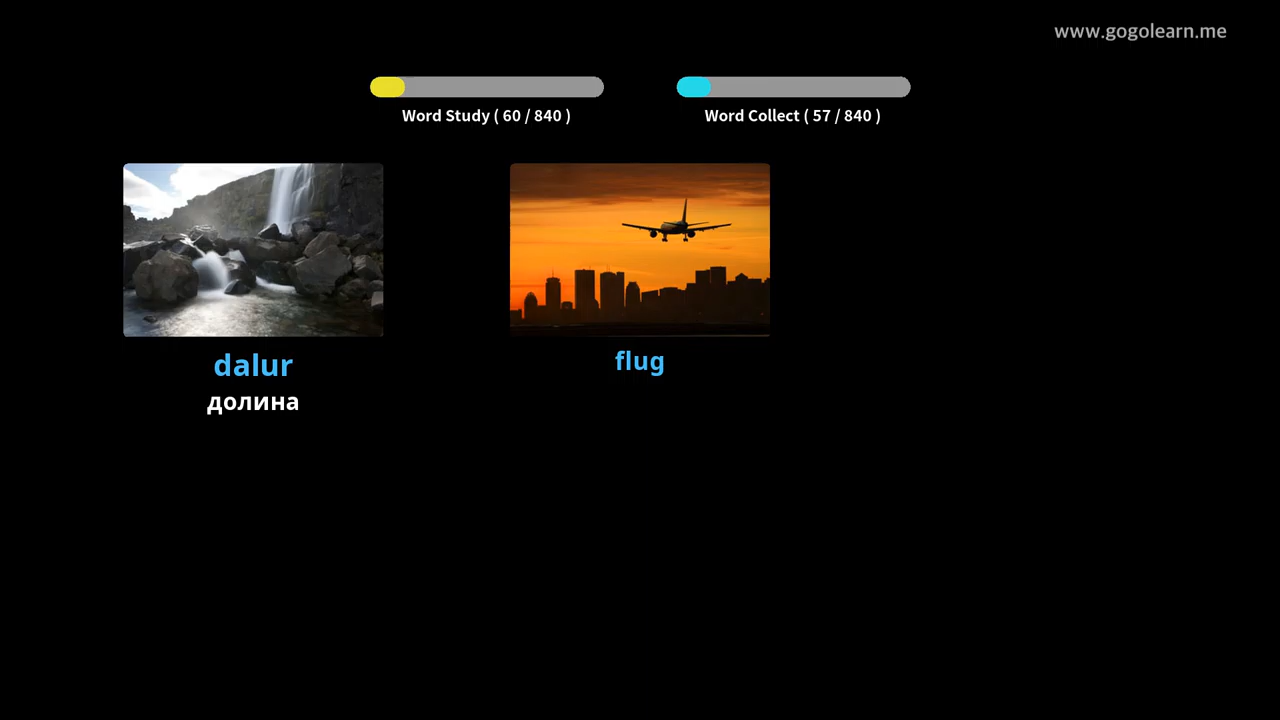 www.gogolearn.me
Word Study ( 60 / 840 )
Word Collect ( 57 / 840 )
dalur
долина
flug